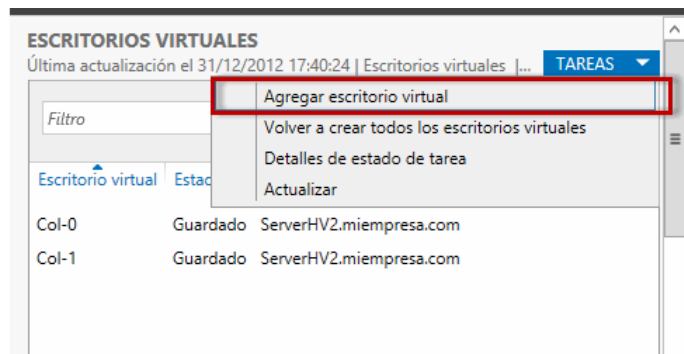 ESCRITORIOS VIRTUALES
Última actualización el 31/12/2012 17:40:24 | Escritorios virtuales |... TAREAS
Agregar escritorio virtual
Filtro
Volver a crear todos los escritorios virtuales
Detalles de estado de tarea
Escritorio virtual Estac
Actualizar
Col-0 Guardado ServerHV2.miempresa.com
Col-1 Guardado ServerHV2.miempresa.com